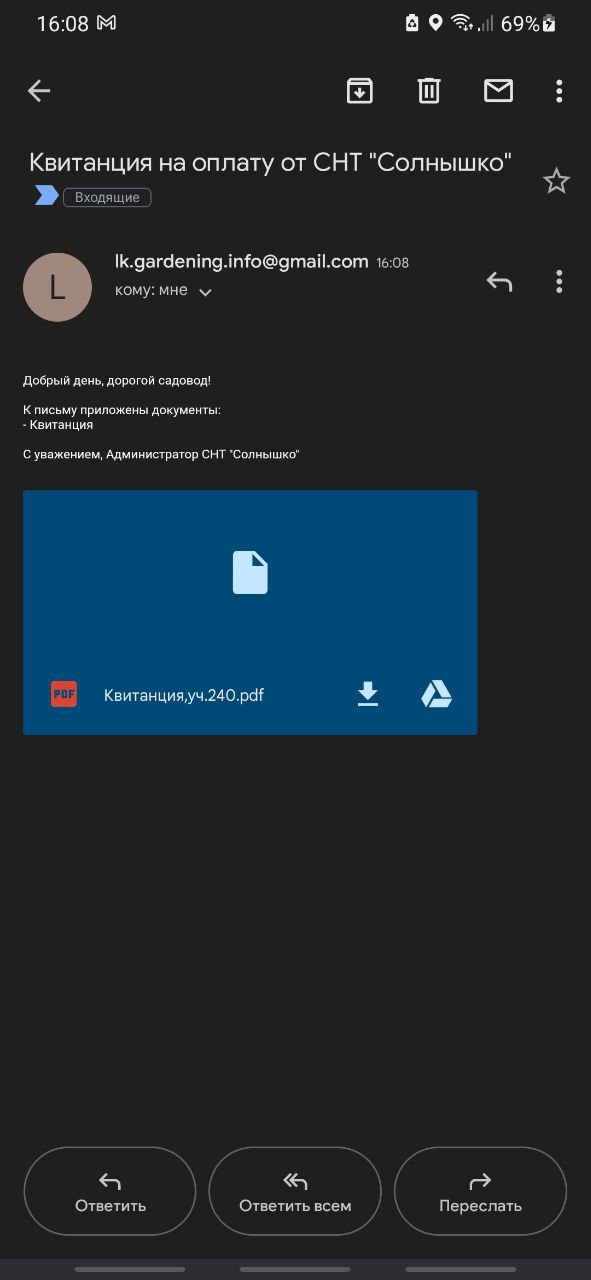 16:08
69%
Квитанция на оплату от СНТ "Солнышко"
Входящие
L
lk.gardening.info@gmail.com 16:08
кому: мне
Добрый день, дорогой садовод!
К письму приложены документы:
- Квитанция
С уважением, Администратор СНТ "Солнышко"
PDF Квитанция,уч.240.pdf
Ответить
Ответить всем
Переслать